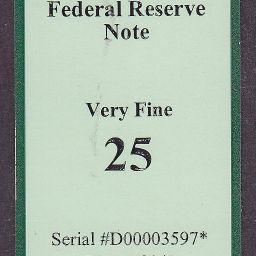 Federal Reserve
Note
Very Fine
25
Serial #D00003597*